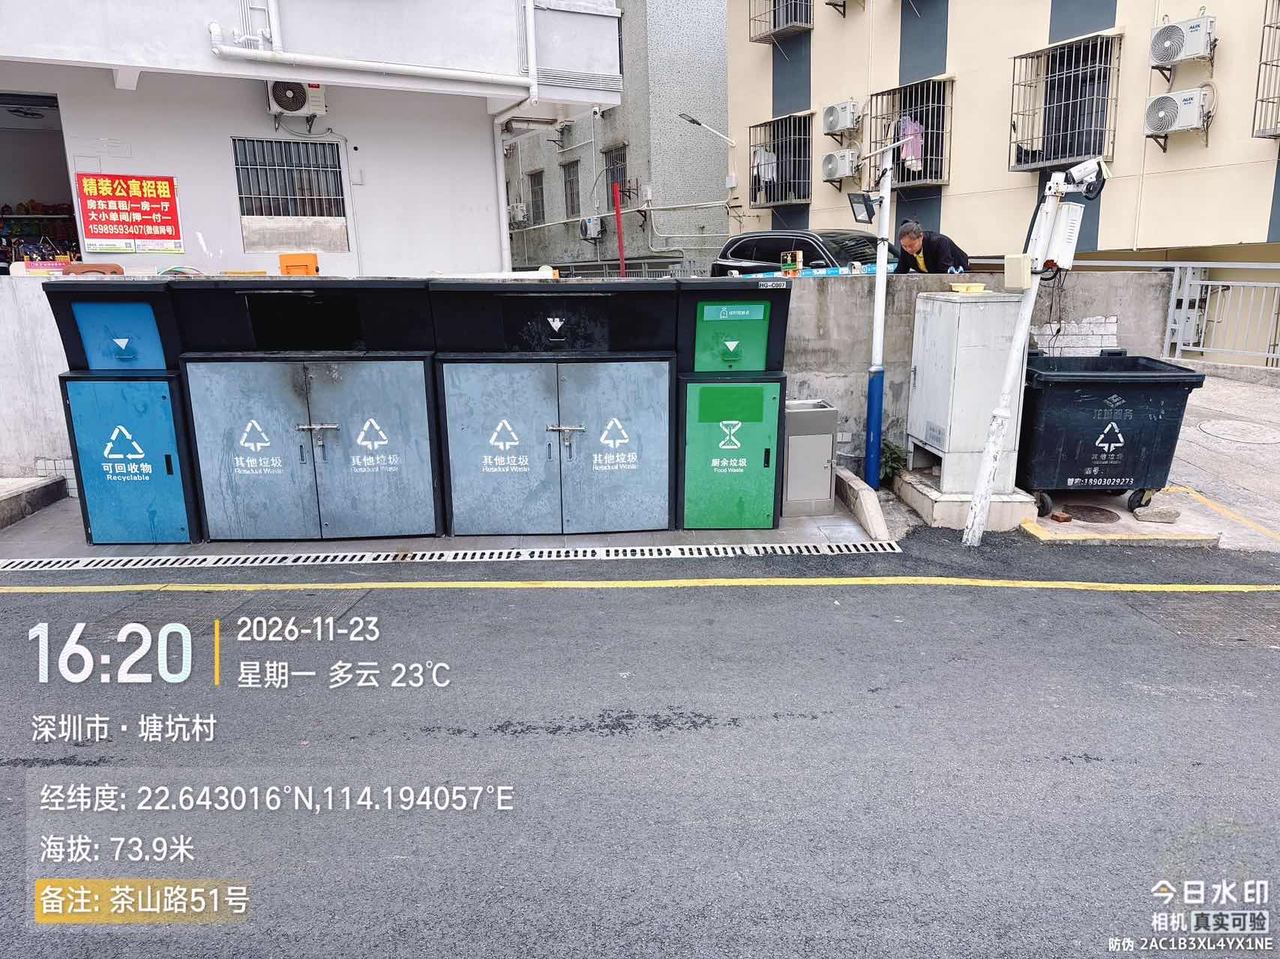 精装公寓招租
房东直租/一房一厅
大小单间/押一付一
15989593407(微信同号)
HG-C007
可回收物
Recyclable
其他垃圾
Residual Waste
其他垃圾
Residual Waste
其他垃圾
Residual Waste
其他垃圾
Residual Waste
厨余垃圾
Food Waste
其他垃圾
18903029273
AUX
AUX
16:20
2026-11-23
星期一 多云 23℃
深圳市·塘坑村
经纬度: 22.643016°N,114.194057°E
海拔: 73.9米
备注: 茶山路51号
今日水印
相机 真实可验
防伪 2AC1B3XL4YX1NE